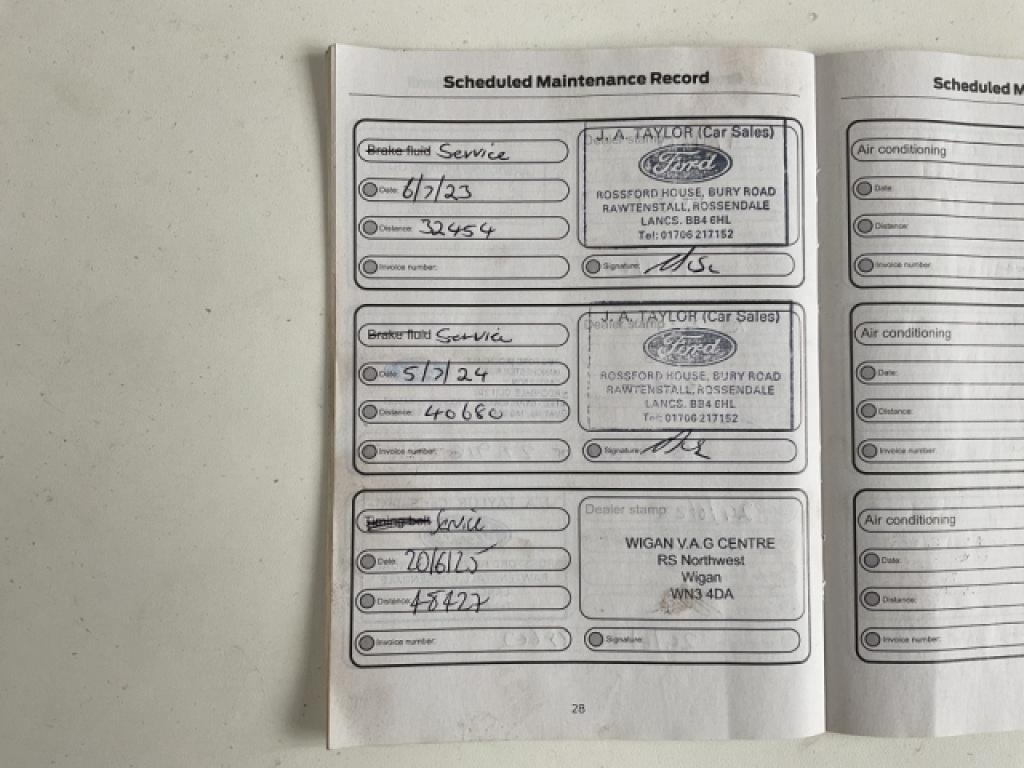 Scheduled Maintenance Record
Brake fluid Service
Date: 6/7/23
Distance: 32454
Invoice number:
Dealer stamp
J. A. TAYLOR (Car Sales)
Ford
ROSSFORD HOUSE, BURY ROAD
RAWTENSTALL, ROSSENDALE
LANCS. BB4 6HL
Tel: 01706 217152
Signature:
Brake fluid Service
Date: 5/7/24
Distance: 40680
Invoice number:
Dealer stamp
J. A. TAYLOR (Car Sales)
Ford
ROSSFORD HOUSE, BURY ROAD
RAWTENSTALL, ROSSENDALE
LANCS. BB4 6HL
Tel: 01706 217152
Signature:
Timing belt Service
Date: 20/6/25
Distance: 48427
Invoice number:
Dealer stamp
WIGAN V.A.G CENTRE
RS Northwest
Wigan
WN3 4DA
Signature:
28
Scheduled M
Air conditioning
Date:
Distance:
Invoice number:
Air conditioning
Date:
Distance:
Invoice number:
Air conditioning
Date:
Distance:
Invoice number: